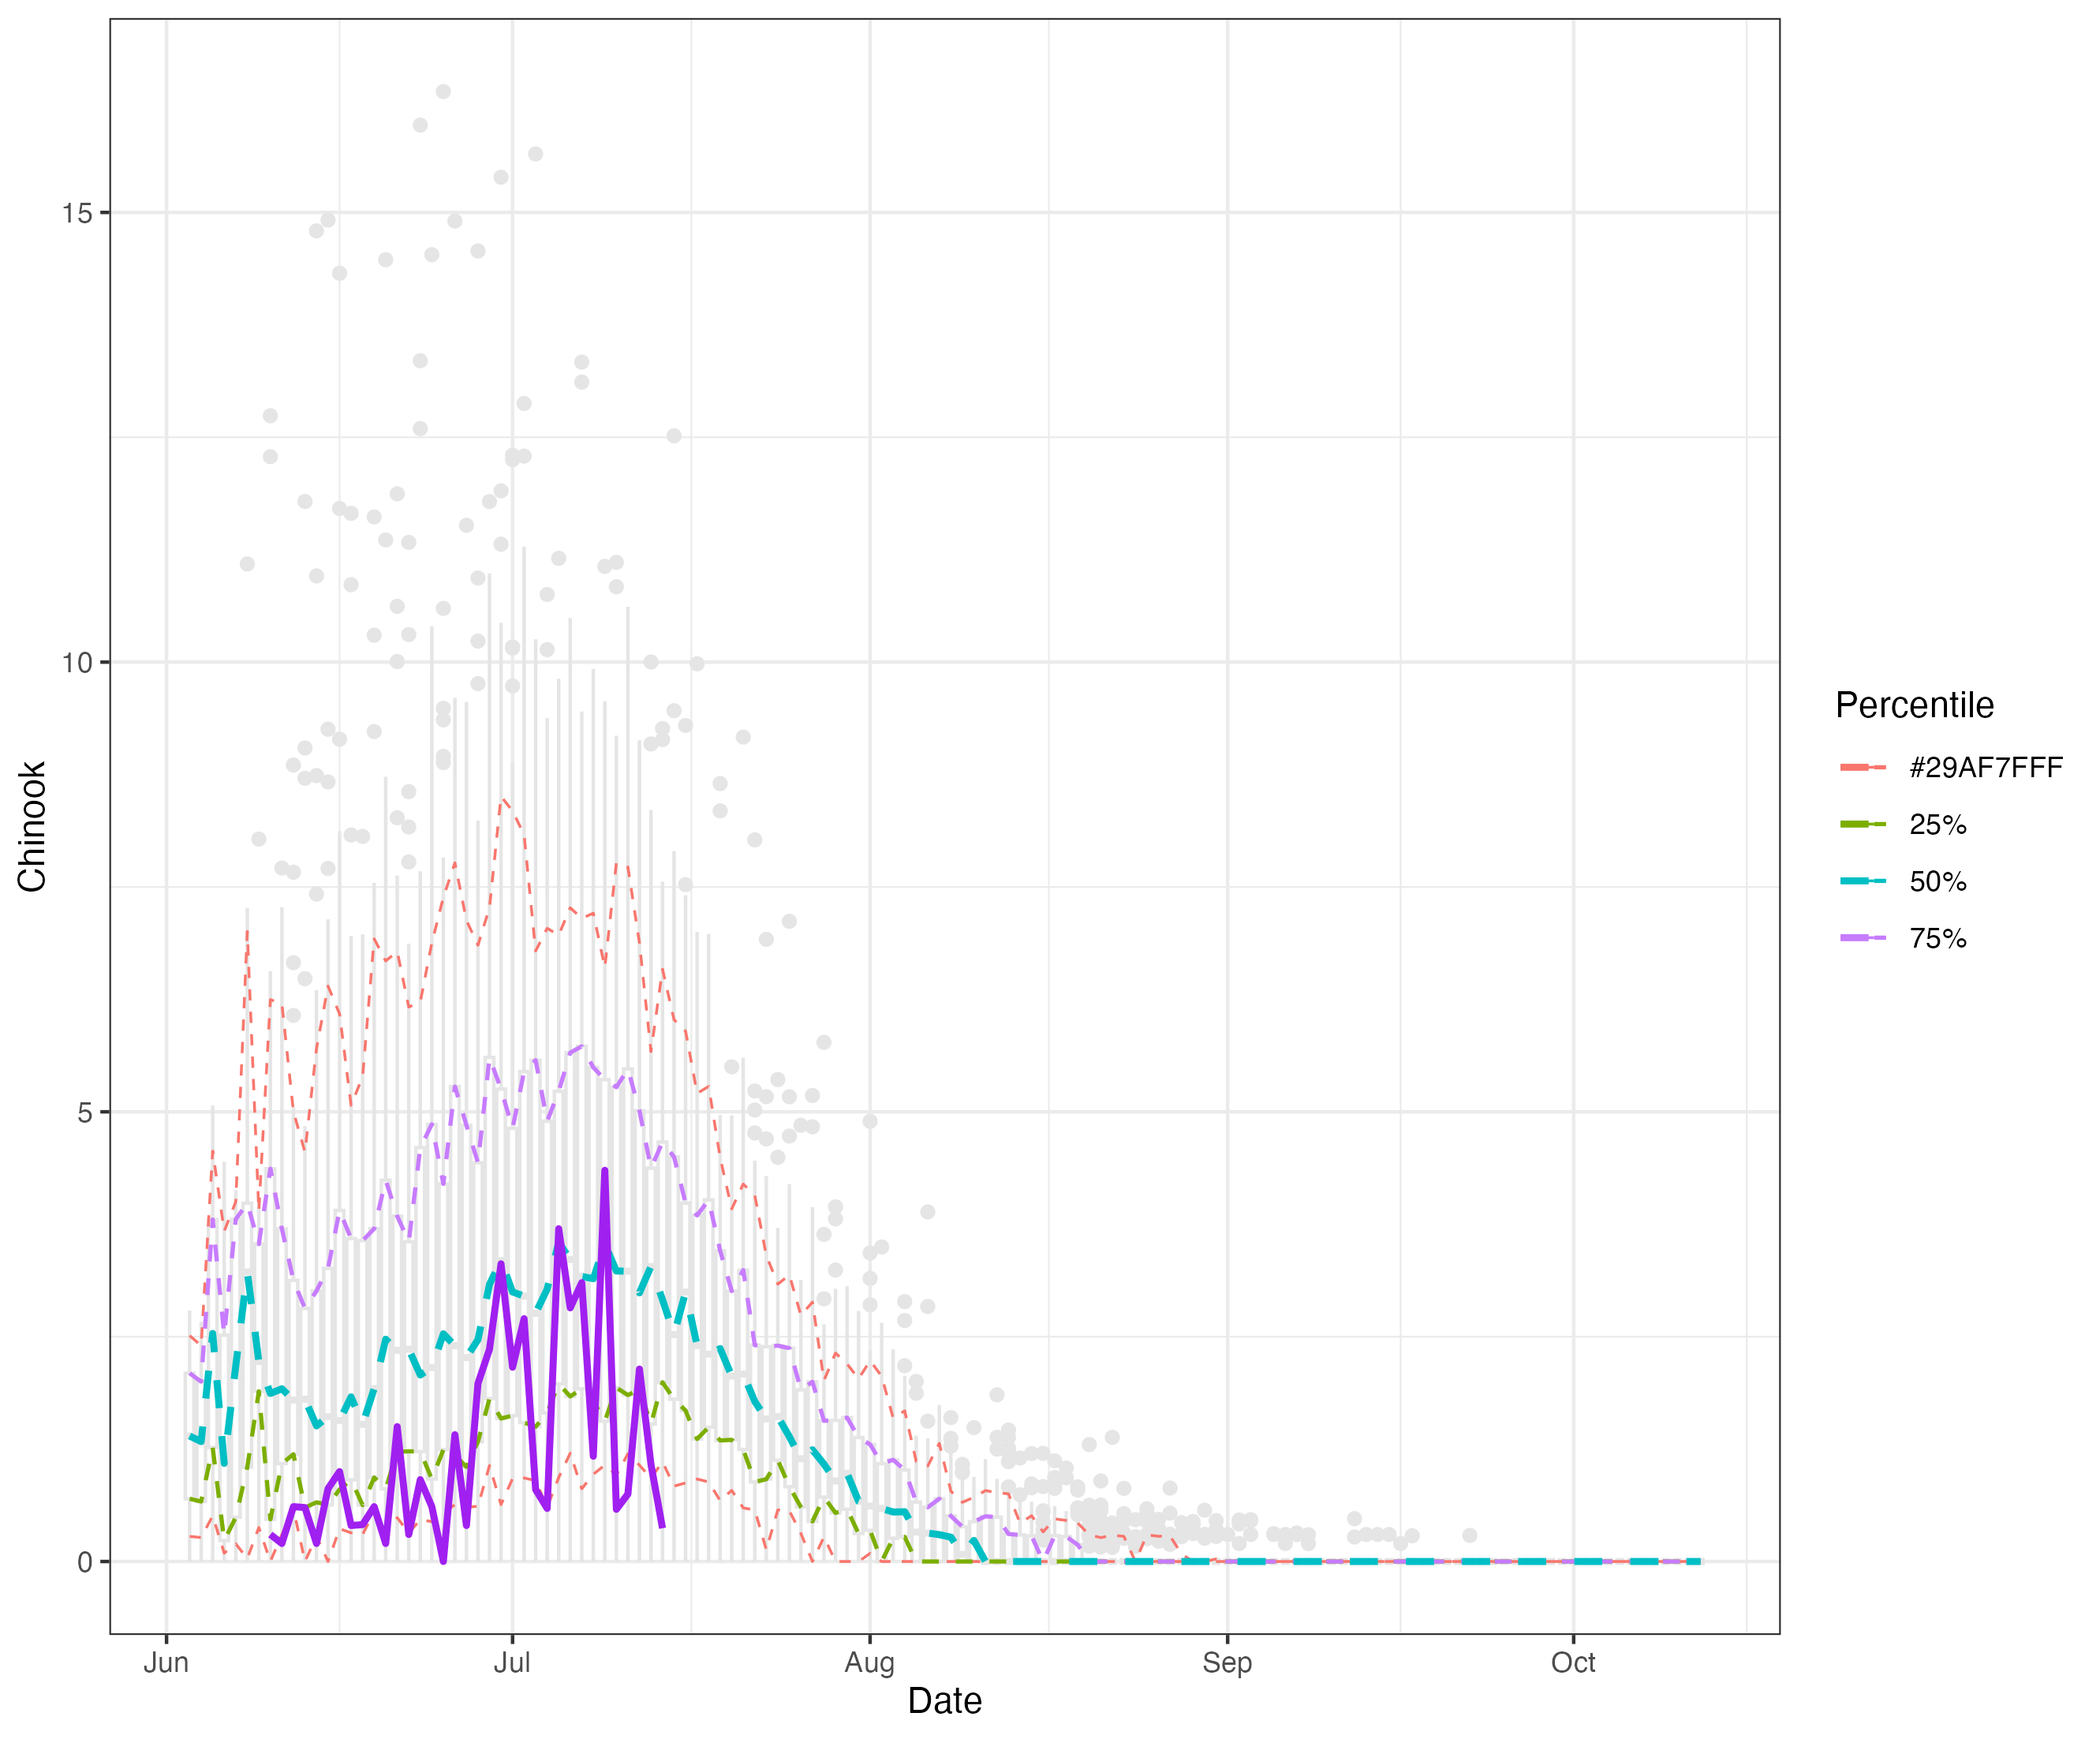 15
10
5
0
Chinook
Jun
Jul
Aug
Sep
Oct
Date
Percentile
#29AF7FFF
25%
50%
75%